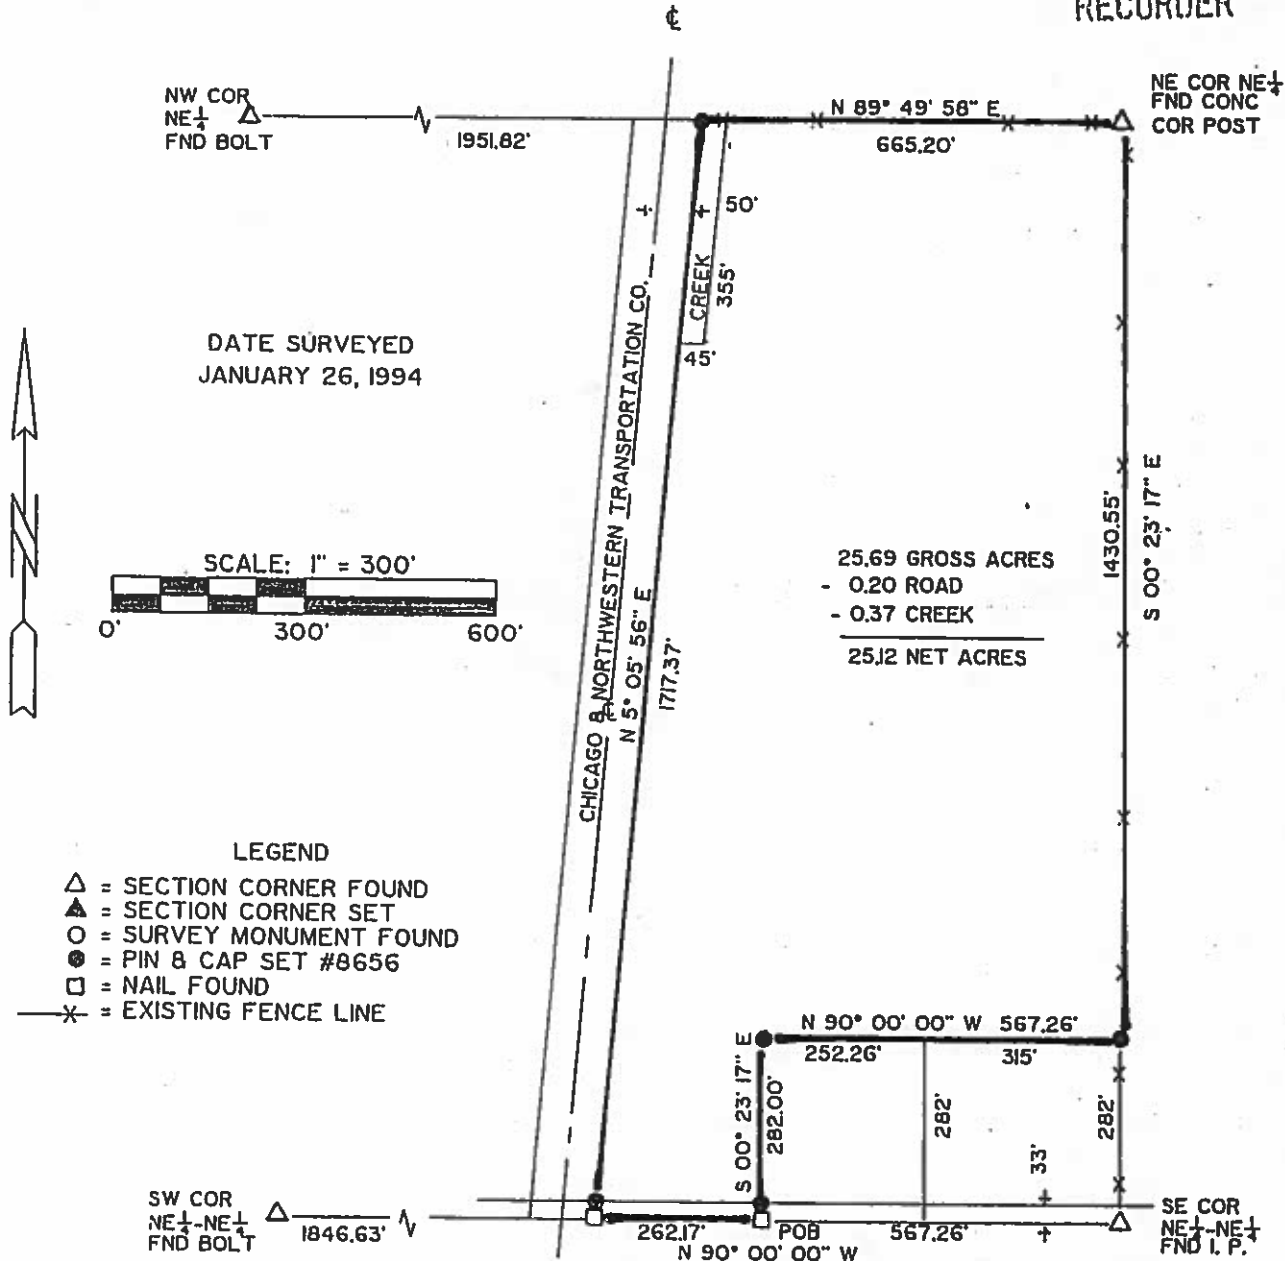 RECORDER
℄
NW COR
NE¼
FND BOLT
1951.82'
N 89° 49' 58" E
665.20'
NE COR NE¼
FND CONC
COR POST
50'
CREEK
355'
45'
DATE SURVEYED
JANUARY 26, 1994
CHICAGO & NORTHWESTERN TRANSPORTATION CO.
N 5° 05' 56" E
1717.37'
1430.55'
S 00° 23' 17" E
SCALE: 1" = 300'
0' 300' 600'
25.69 GROSS ACRES
- 0.20 ROAD
- 0.37 CREEK
25.12 NET ACRES
LEGEND
△ = SECTION CORNER FOUND
▲ = SECTION CORNER SET
O = SURVEY MONUMENT FOUND
● = PIN & CAP SET #8656
□ = NAIL FOUND
—x— = EXISTING FENCE LINE
N 90° 00' 00" W 567.26'
252.26' 315'
S 00° 23' 17" E
282.00'
282'
282'
33'
SW COR
NE¼-NE¼
FND BOLT
1846.63'
262.17'
POB
567.26'
N 90° 00' 00" W
SE COR
NE¼-NE¼
FND I. P.
N